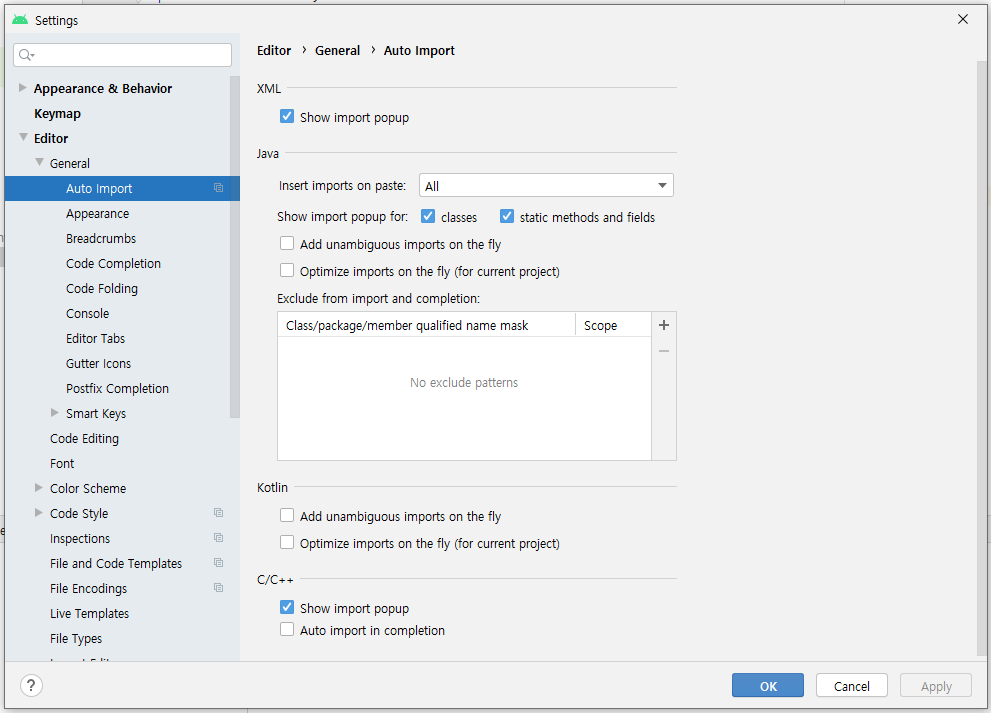 Settings
Editor › General › Auto Import
Appearance & Behavior
Keymap
Editor
General
Auto Import
Appearance
Breadcrumbs
Code Completion
Code Folding
Console
Editor Tabs
Gutter Icons
Postfix Completion
Smart Keys
Code Editing
Font
Color Scheme
Code Style
Inspections
File and Code Templates
File Encodings
Live Templates
File Types
XML
Show import popup
Java
Insert imports on paste: All
Show import popup for: classes static methods and fields
Add unambiguous imports on the fly
Optimize imports on the fly (for current project)
Exclude from import and completion:
Class/package/member qualified name mask Scope
No exclude patterns
Kotlin
Add unambiguous imports on the fly
Optimize imports on the fly (for current project)
C/C++
Show import popup
Auto import in completion
?
OK Cancel Apply